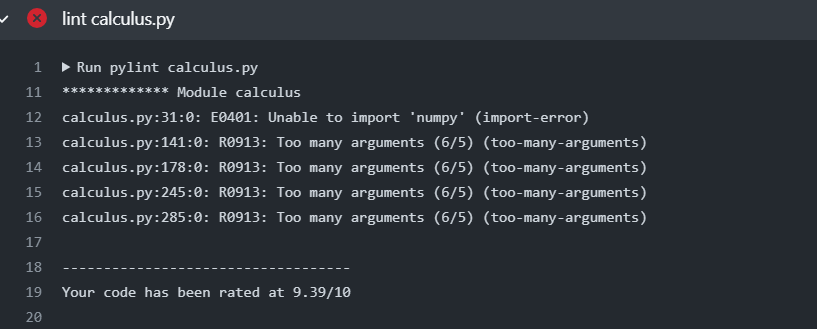 lint calculus.py
1 Run pylint calculus.py
11 ************* Module calculus
12 calculus.py:31:0: E0401: Unable to import 'numpy' (import-error)
13 calculus.py:141:0: R0913: Too many arguments (6/5) (too-many-arguments)
14 calculus.py:178:0: R0913: Too many arguments (6/5) (too-many-arguments)
15 calculus.py:245:0: R0913: Too many arguments (6/5) (too-many-arguments)
16 calculus.py:285:0: R0913: Too many arguments (6/5) (too-many-arguments)
17
18 -----------------------------------
19 Your code has been rated at 9.39/10
20